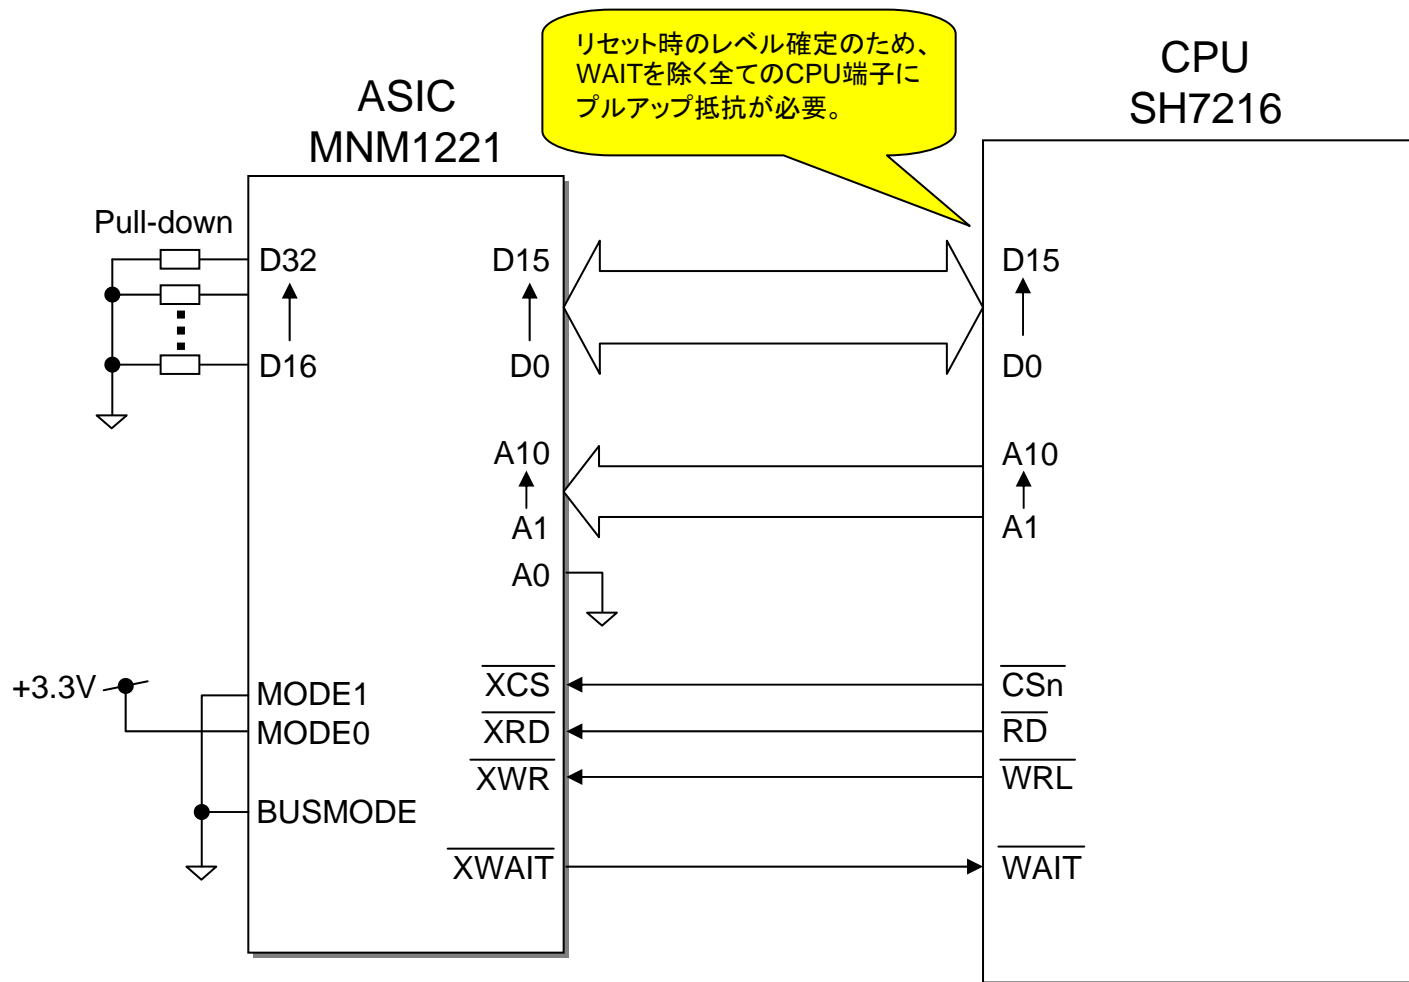 リセット時のレベル確定のため、
WAITを除く全てのCPU端子に
プルアップ抵抗が必要。
ASIC
MNM1221
CPU
SH7216
Pull-down
D32
D16
D15
D0
D15
D0
A10
A1
A0
A10
A1
+3.3V
MODE1
MODE0
BUSMODE
XCS
XRD
XWR
XWAIT
CSn
RD
WRL
WAIT